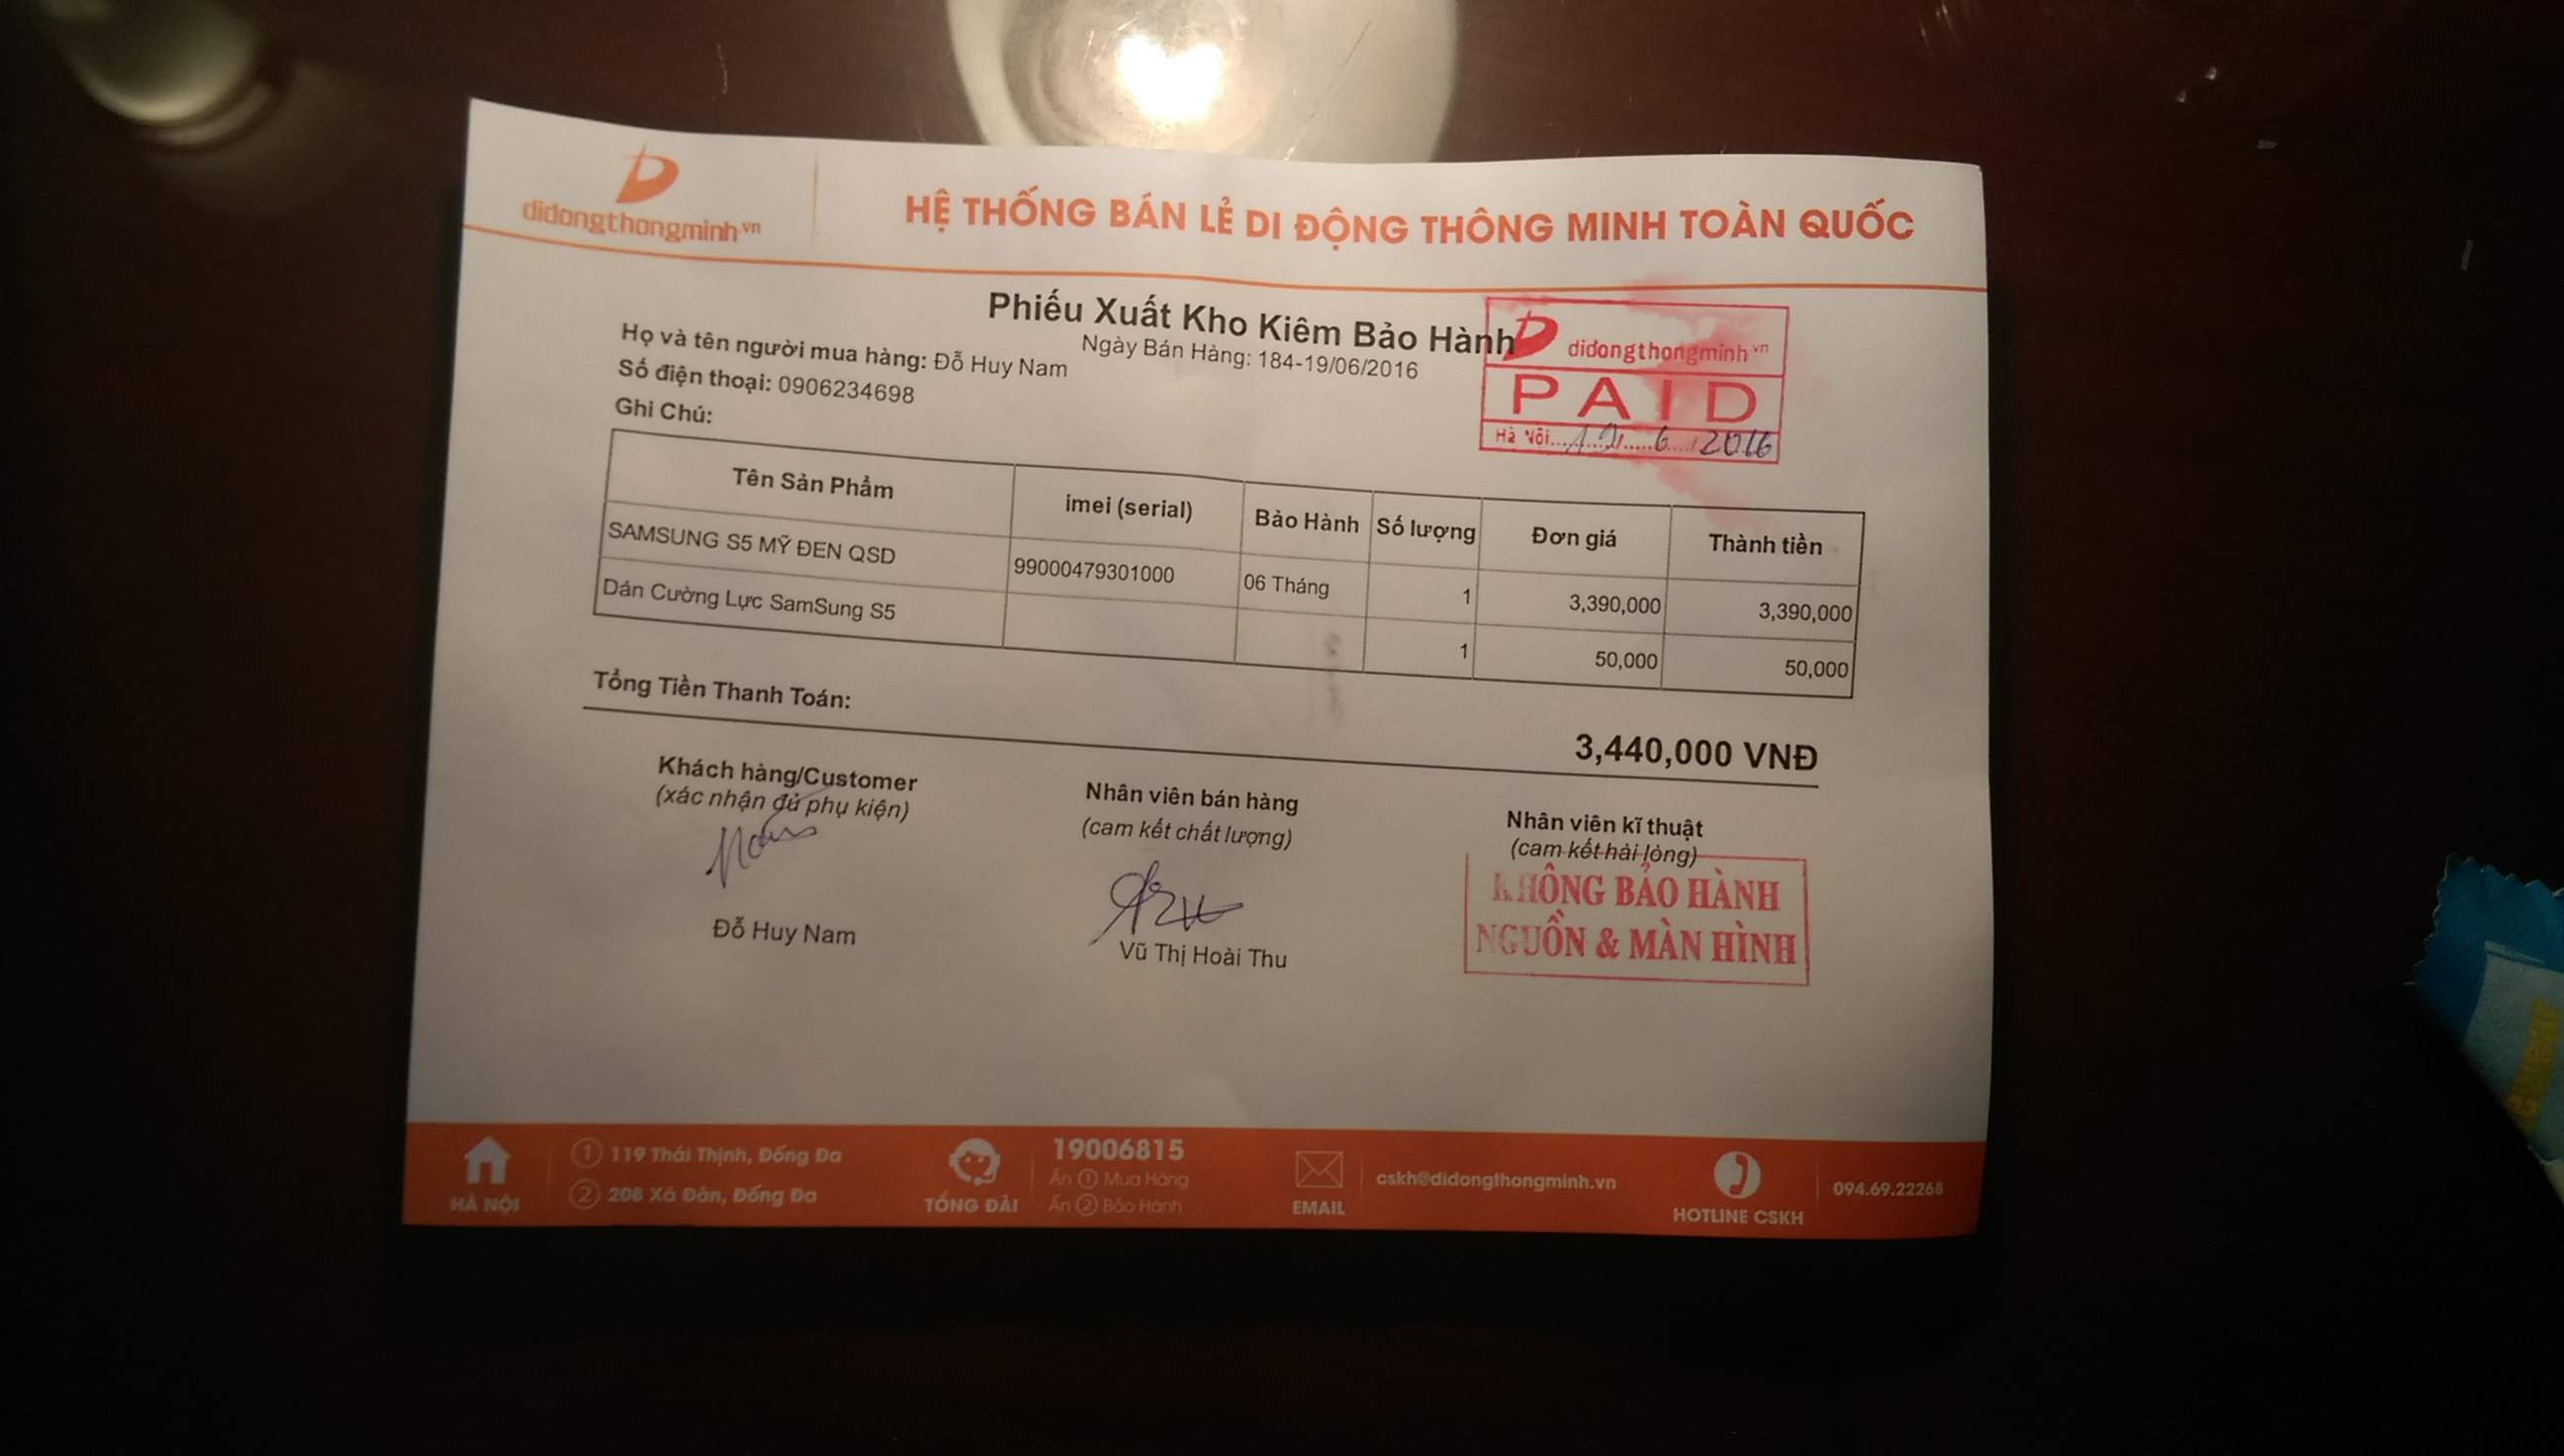 didongthongminh.vn
HỆ THỐNG BÁN LẺ DI ĐỘNG THÔNG MINH TOÀN QUỐC
Phiếu Xuất Kho Kiêm Bảo Hành
Ngày Bán Hàng: 184-19/06/2016
Họ và tên người mua hàng: Đỗ Huy Nam
Số điện thoại: 0906234698
Ghi Chú:
didongthongminh.vn
PAID
Hà Nội....19.....6....2016
Tên Sản Phẩm imei (serial) Bảo Hành Số lượng Đơn giá Thành tiền
SAMSUNG S5 MỸ ĐEN QSD 99000479301000 06 Tháng 1 3,390,000 3,390,000
Dán Cường Lực SamSung S5 1 50,000 50,000
Tổng Tiền Thanh Toán: 3,440,000 VNĐ
Khách hàng/Customer
(xác nhận đủ phụ kiện)
Nam
Đỗ Huy Nam
Nhân viên bán hàng
(cam kết chất lượng)
Vũ Thị Hoài Thu
Nhân viên kĩ thuật
(cam kết hài lòng)
KHÔNG BẢO HÀNH
NGUỒN & MÀN HÌNH
HÀ NỘI
1 119 Thái Thịnh, Đống Đa
2 208 Xã Đàn, Đống Đa
TỔNG ĐÀI
19006815
Ấn 1 Mua Hàng
Ấn 2 Bảo Hành
EMAIL
cskh@didongthongminh.vn
HOTLINE CSKH
094.69.22268